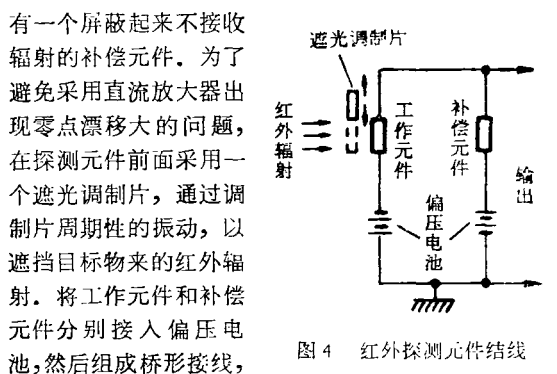 有一个屏蔽起来不接收
辐射的补偿元件．为了
避免采用直流放大器出
现零点漂移大的问题，
在探测元件前面采用一
个遮光调制片，通过调
制片周期性的振动，以
遮挡目标物来的红外辐
射．将工作元件和补偿
元件分别接入偏压电
池，然后组成桥形接线，
遮光调制片
红外辐射
工作元件
补偿元件
偏压电池
输出
图 4 红外探测元件结线